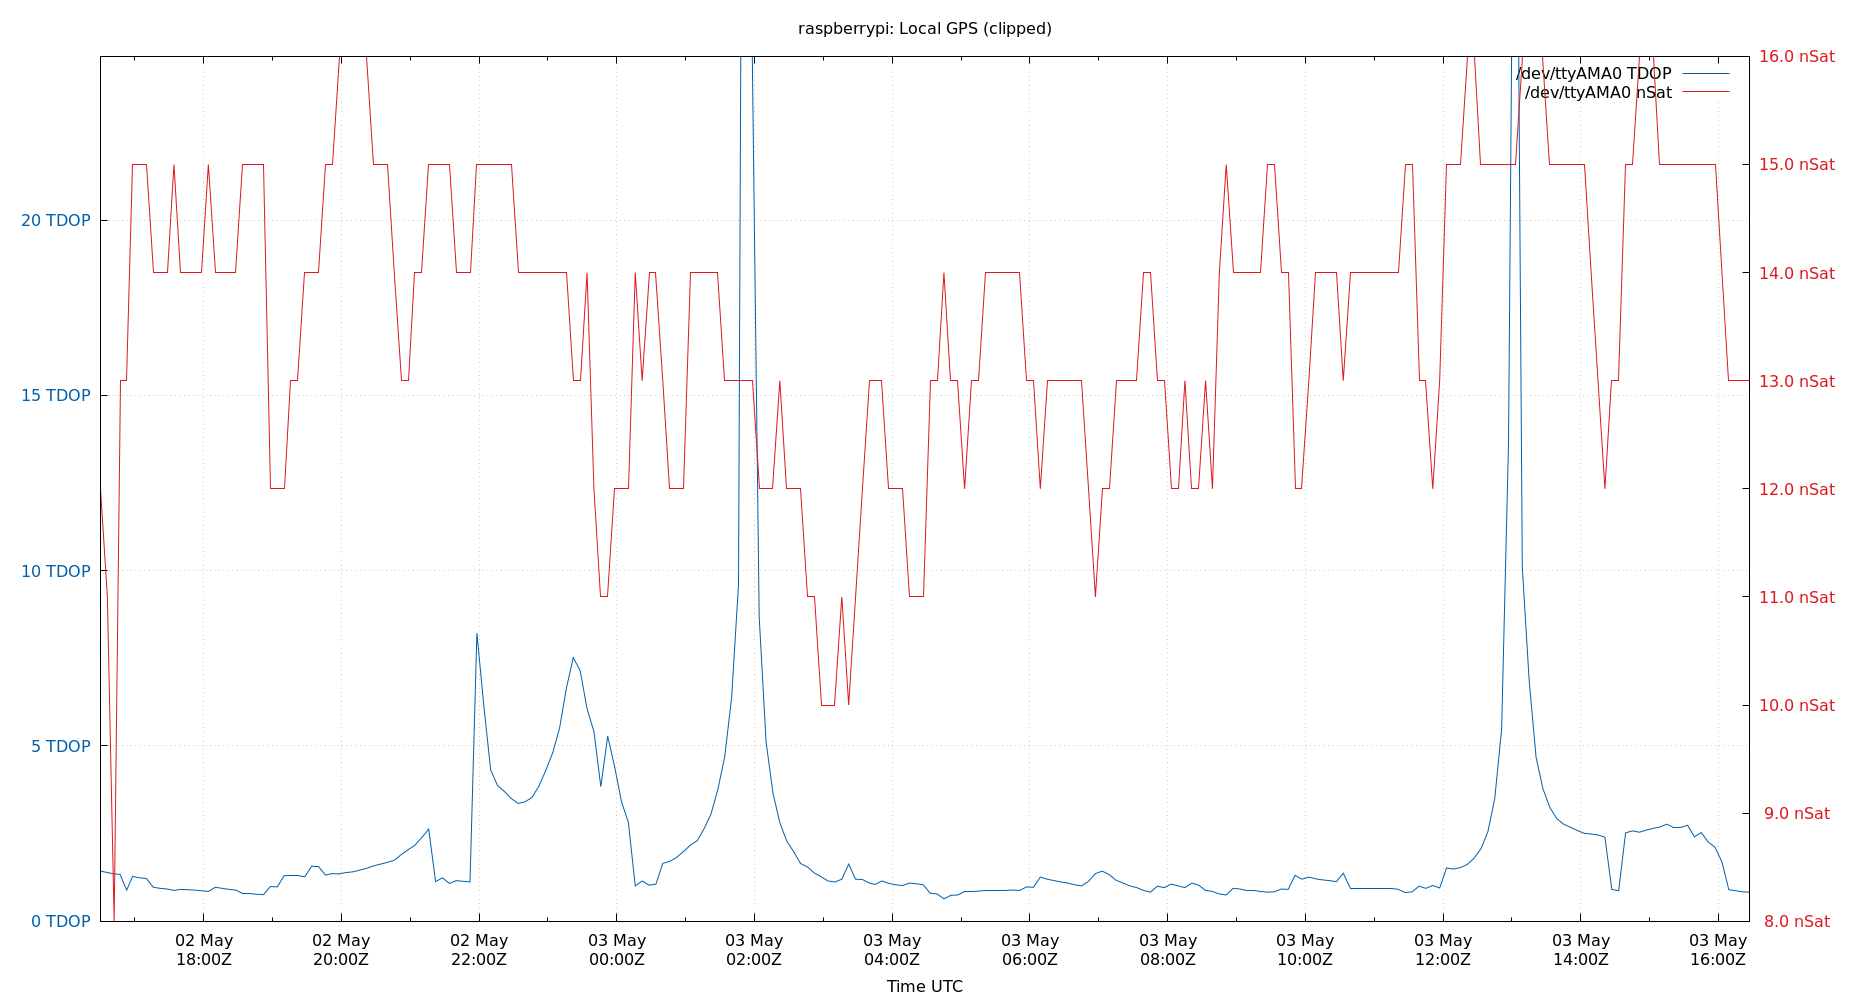 raspberrypi: Local GPS (clipped)
16.0 nSat
/dev/ttyAMA0 TDOP
/dev/ttyAMA0 nSat
15.0 nSat
20 TDOP
14.0 nSat
13.0 nSat
15 TDOP
12.0 nSat
10 TDOP
11.0 nSat
10.0 nSat
5 TDOP
9.0 nSat
0 TDOP
8.0 nSat
02 May 02 May 02 May 03 May 03 May 03 May 03 May 03 May 03 May 03 May 03 May 03 May
18:00Z 20:00Z 22:00Z 00:00Z 02:00Z 04:00Z 06:00Z 08:00Z 10:00Z 12:00Z 14:00Z 16:00Z
Time UTC